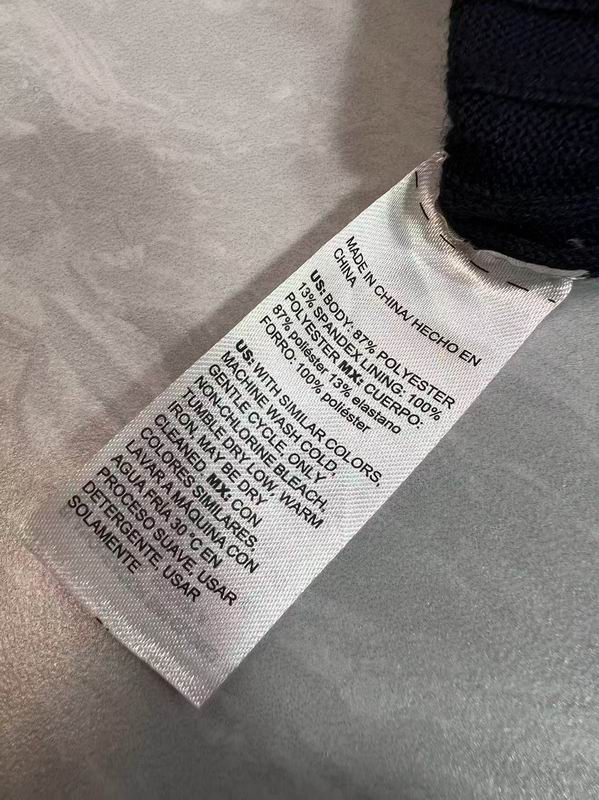 MADE IN CHINA/ HECHO EN
CHINA
US: BODY: 87% POLYESTER
13% SPANDEX LINING: 100%
POLYESTER MX: CUERPO:
87% poliéster 13% elastano
FORRO: 100% poliéster
US: WITH SIMILAR COLORS,
MACHINE WASH COLD,
GENTLE CYCLE, ONLY
NON-CHLORINE BLEACH,
TUMBLE DRY LOW, WARM
IRON, MAY BE DRY
CLEANED MX: CON
COLORES SIMILARES,
LAVAR A MAQUINA CON
AGUA FRIA 30 °C EN
PROCESO SUAVE, USAR
DETERGENTE, USAR
SOLAMENTE